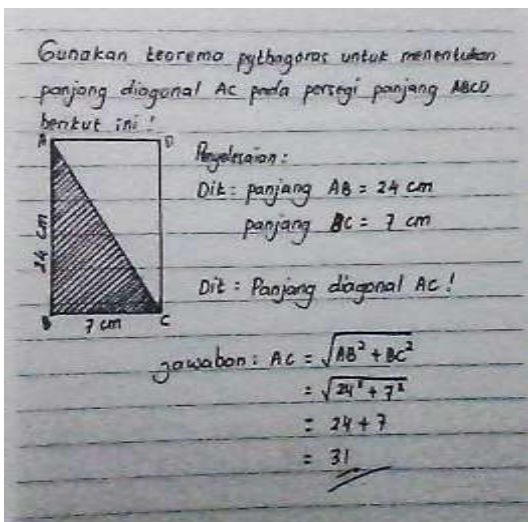 Gunakan teorema pythagoras untuk menentukan
panjang diagonal AC pada persegi panjang ABCD
berikut ini !
A D
Penyelesaian :
Dit : panjang AB = 24 cm
panjang BC = 7 cm
24 cm
Dit : Panjang diagonal AC !
B C
7 cm
Jawaban : AC = √AB² + BC²
= √24² + 7²
= 24 + 7
= 31